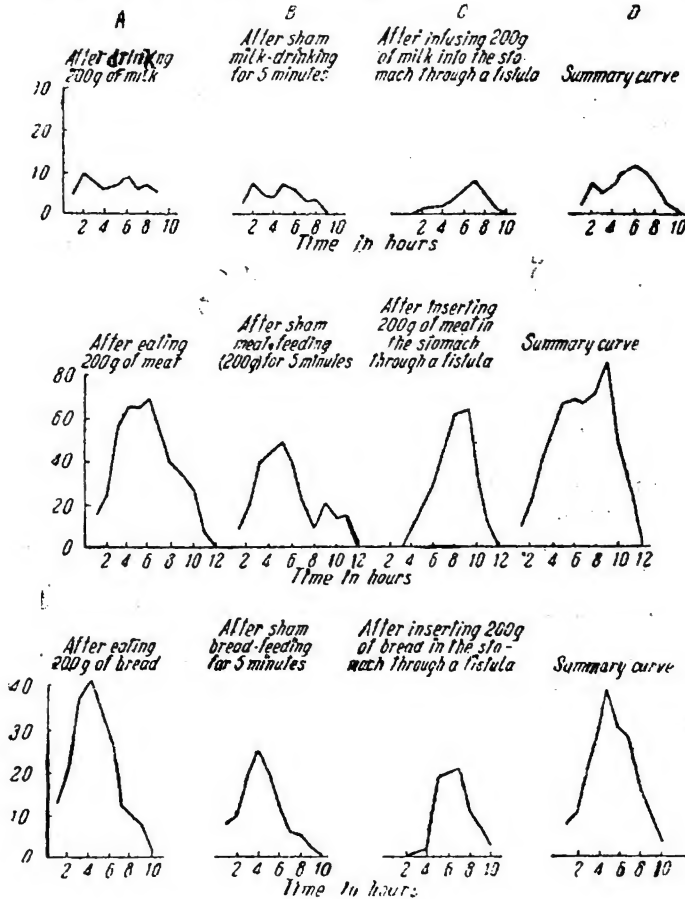 A
B
C
D
After drinking
200g of milk
After sham
milk-drinking
for 5 minutes
After infusing 200g
of milk into the sto-
mach through a fistula
Summary curve
30
20
10
0
2 4 6 8 10
2 4 6 8 10
2 4 6 8 10
2 4 6 8 10
Time in hours
After eating
200g of meat
After sham
meat-feeding
(200g) for 5 minutes
After inserting
200g of meat in
the stomach
through a fistula
Summary curve
80
60
40
20
0
2 4 6 8 10 12
2 4 6 8 10 12
2 4 6 8 10 12
2 4 6 8 10 12
Time in hours
After eating
200g of bread
After sham
bread-feeding
for 5 minutes
After inserting 200g
of bread in the sto-
mach through a fistula
Summary curve
40
30
20
10
0
2 4 6 8 10
2 4 6 8 10
2 4 6 8 10
2 4 6 8 10
Time in hours